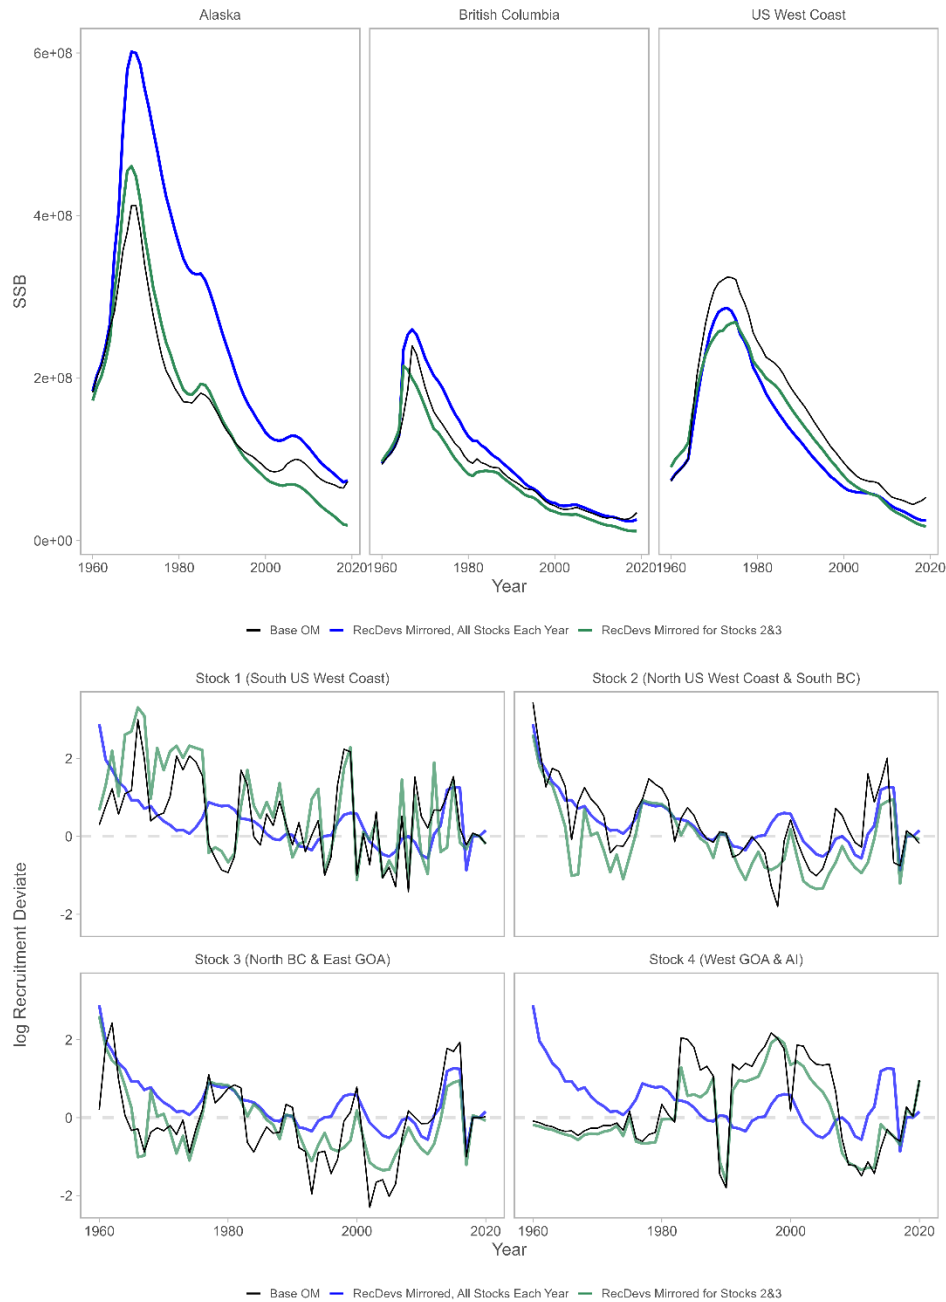 Alaska British Columbia US West Coast
6e+08
4e+08
SSB
2e+08
0e+00
1960 1980 2000 2020 1960 1980 2000 2020 1960 1980 2000 2020
Year
Base OM RecDevs Mirrored, All Stocks Each Year RecDevs Mirrored for Stocks 2&3
Stock 1 (South US West Coast) Stock 2 (North US West Coast & South BC)
2
0
-2
log Recruitment Deviate
Stock 3 (North BC & East GOA) Stock 4 (West GOA & AI)
2
0
-2
1960 1980 2000 2020 1960 1980 2000 2020
Year
Base OM RecDevs Mirrored, All Stocks Each Year RecDevs Mirrored for Stocks 2&3